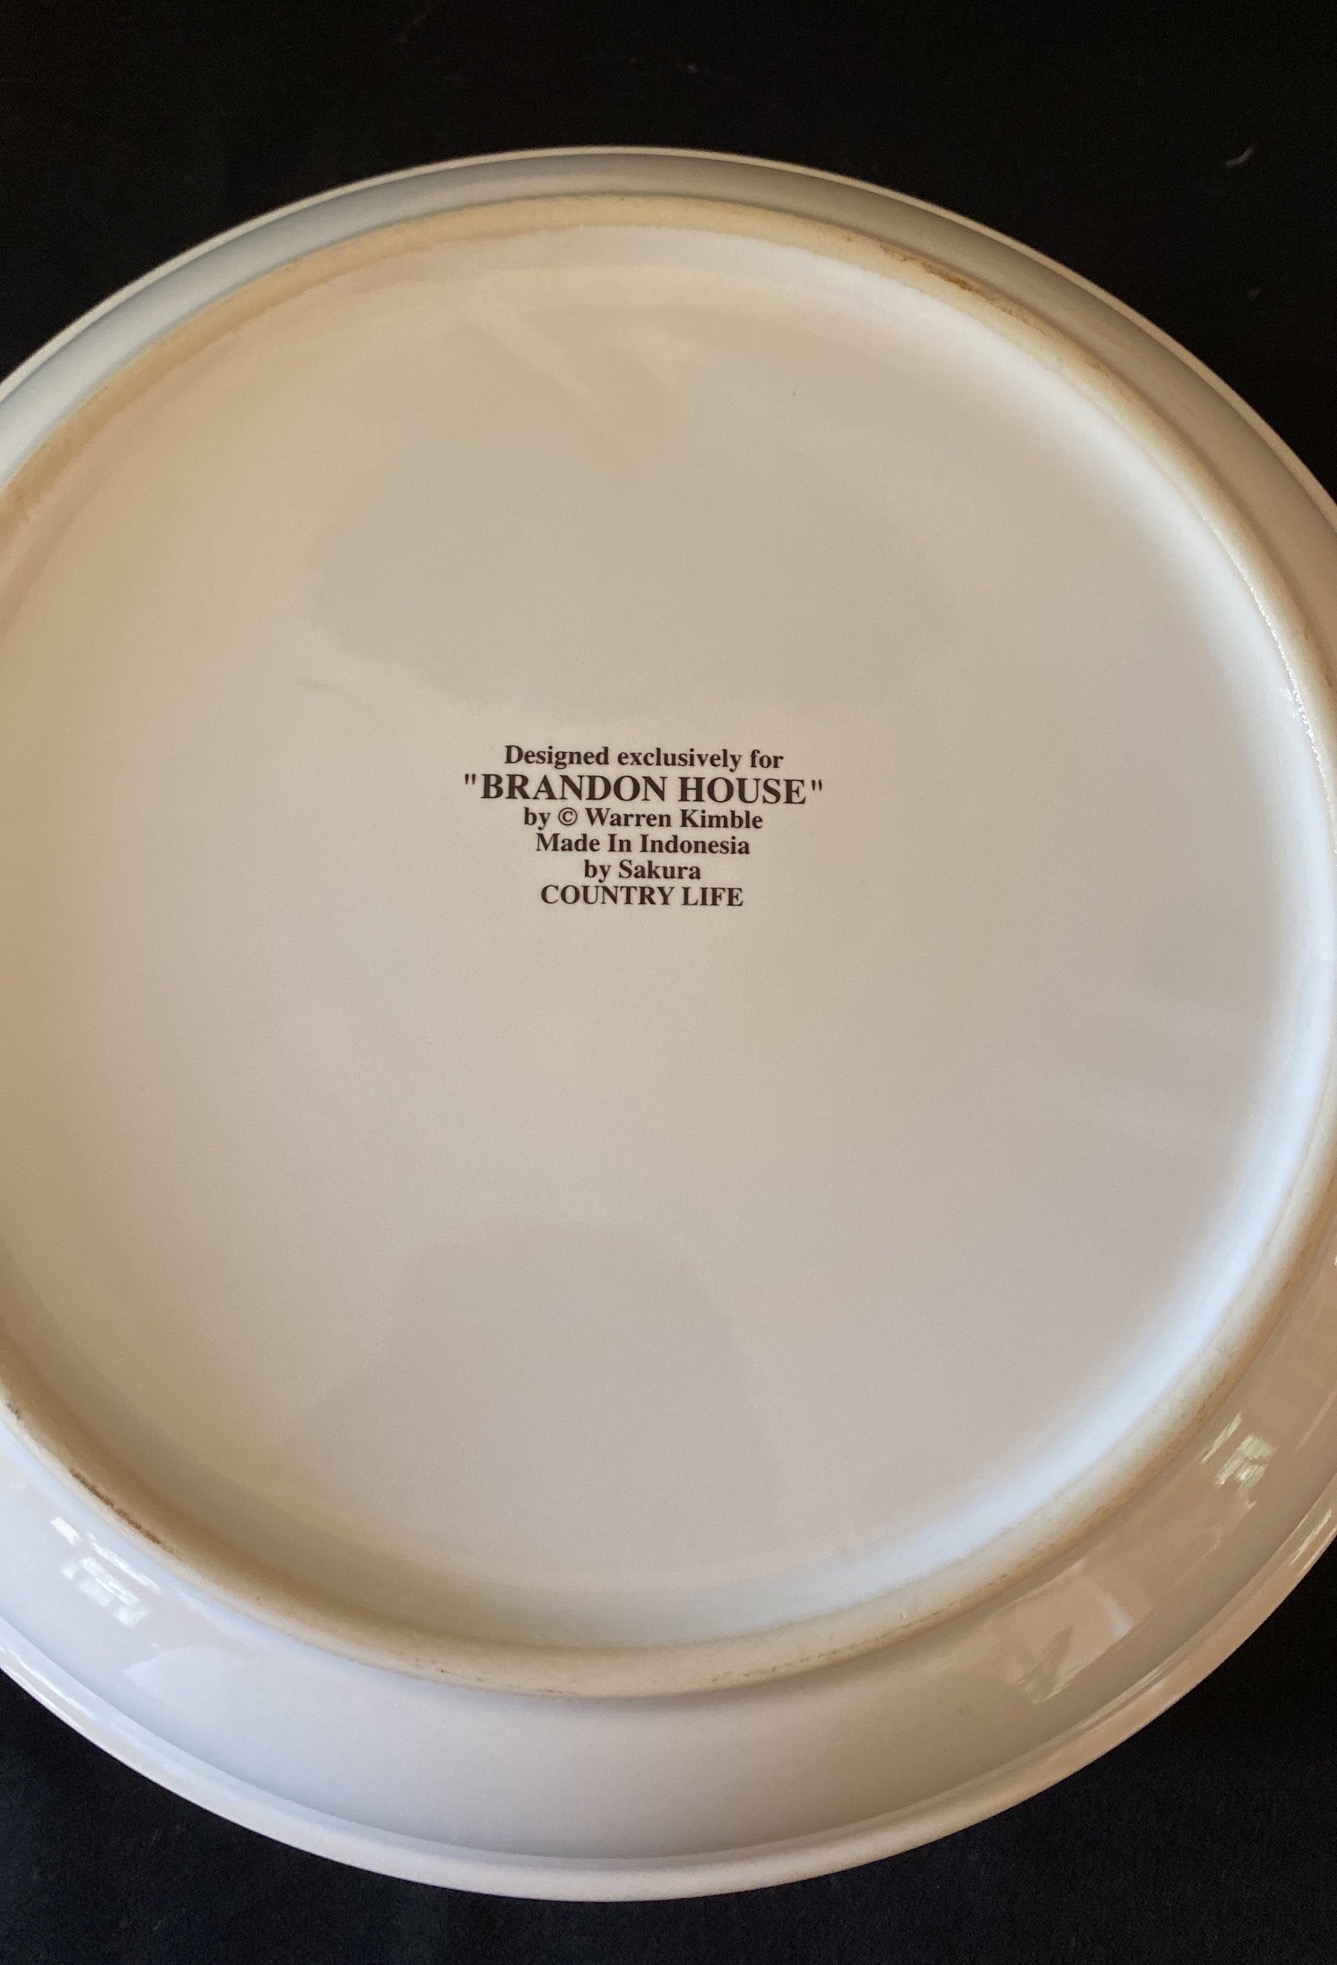 Designed exclusively for
"BRANDON HOUSE"
by © Warren Kimble
Made In Indonesia
by Sakura
COUNTRY LIFE